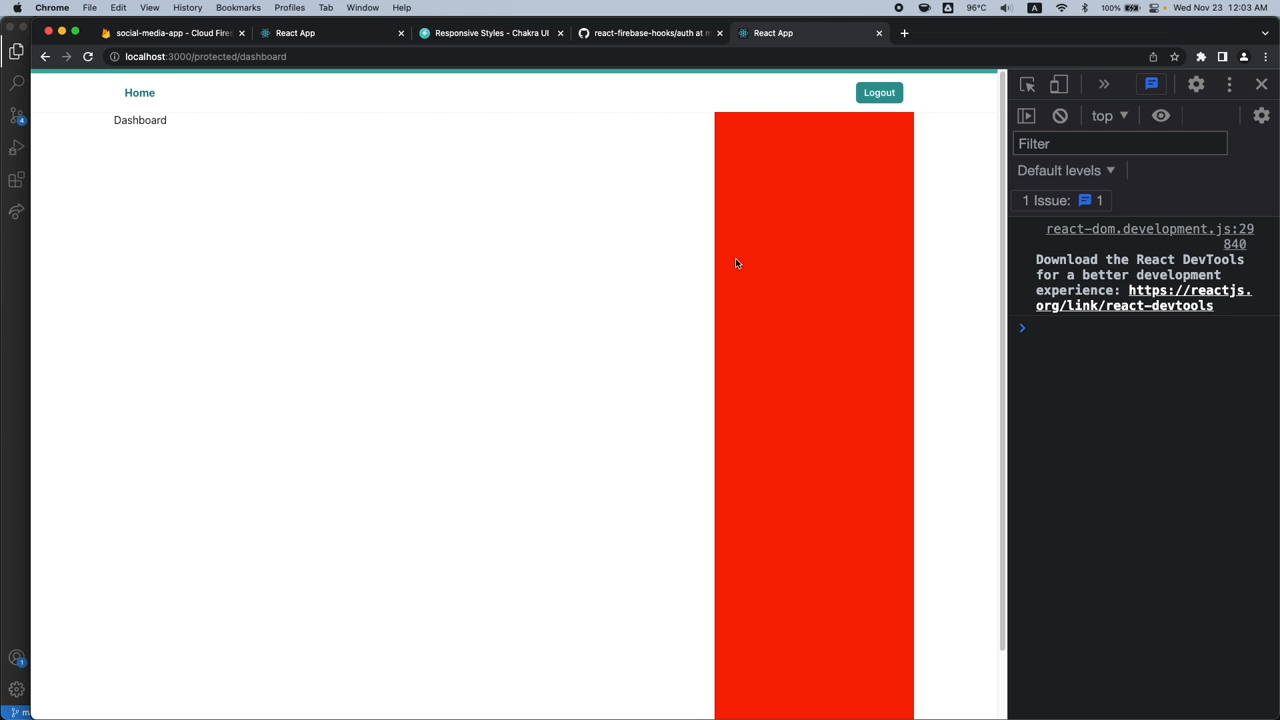 Chrome File Edit View History Bookmarks Profiles Tab Window Help 96°C A 100% Wed Nov 23 12:03 AM
social-media-app - Cloud Fires React App Responsive Styles - Chakra UI react-firebase-hooks/auth at m React App
localhost:3000/protected/dashboard
Home Logout
Dashboard
top
Filter
Default levels
1 Issue: 1
react-dom.development.js:29
840
Download the React DevTools
for a better development
experience: https://reactjs.
org/link/react-devtools
4
1